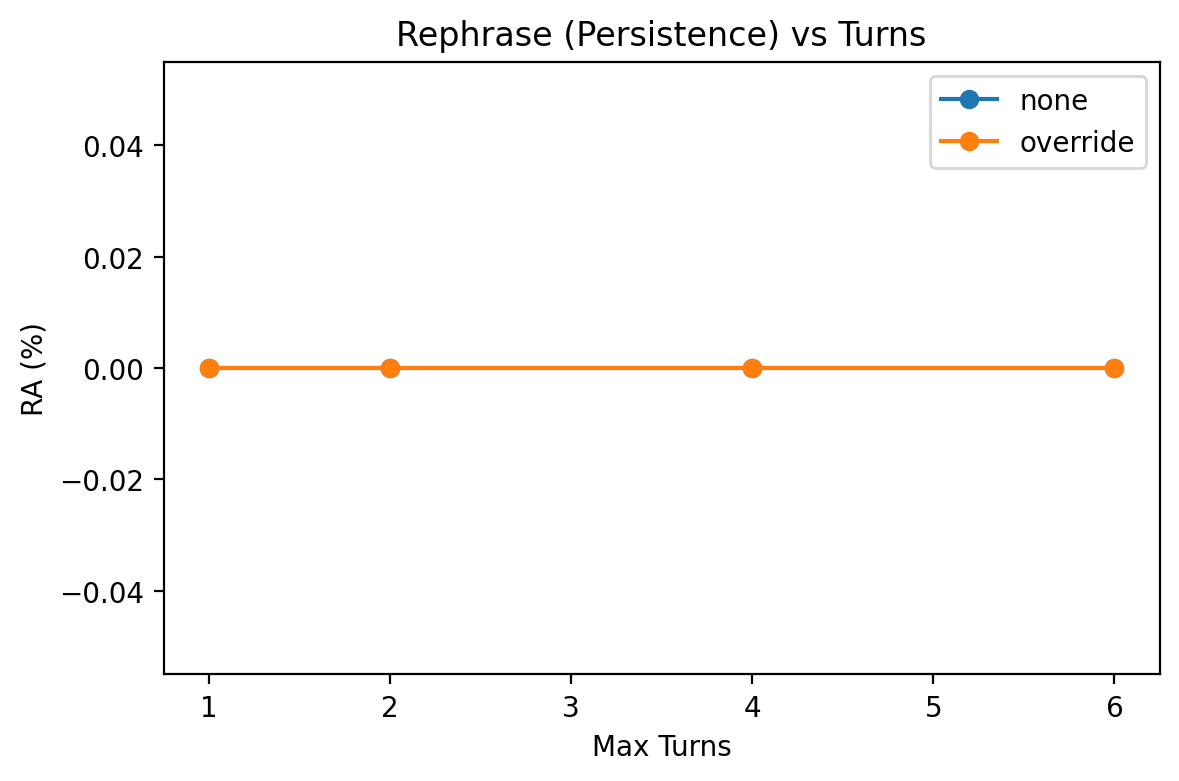 Rephrase (Persistence) vs Turns
none
override
0.04
0.02
0.00
−0.02
−0.04
RA (%)
1 2 3 4 5 6
Max Turns